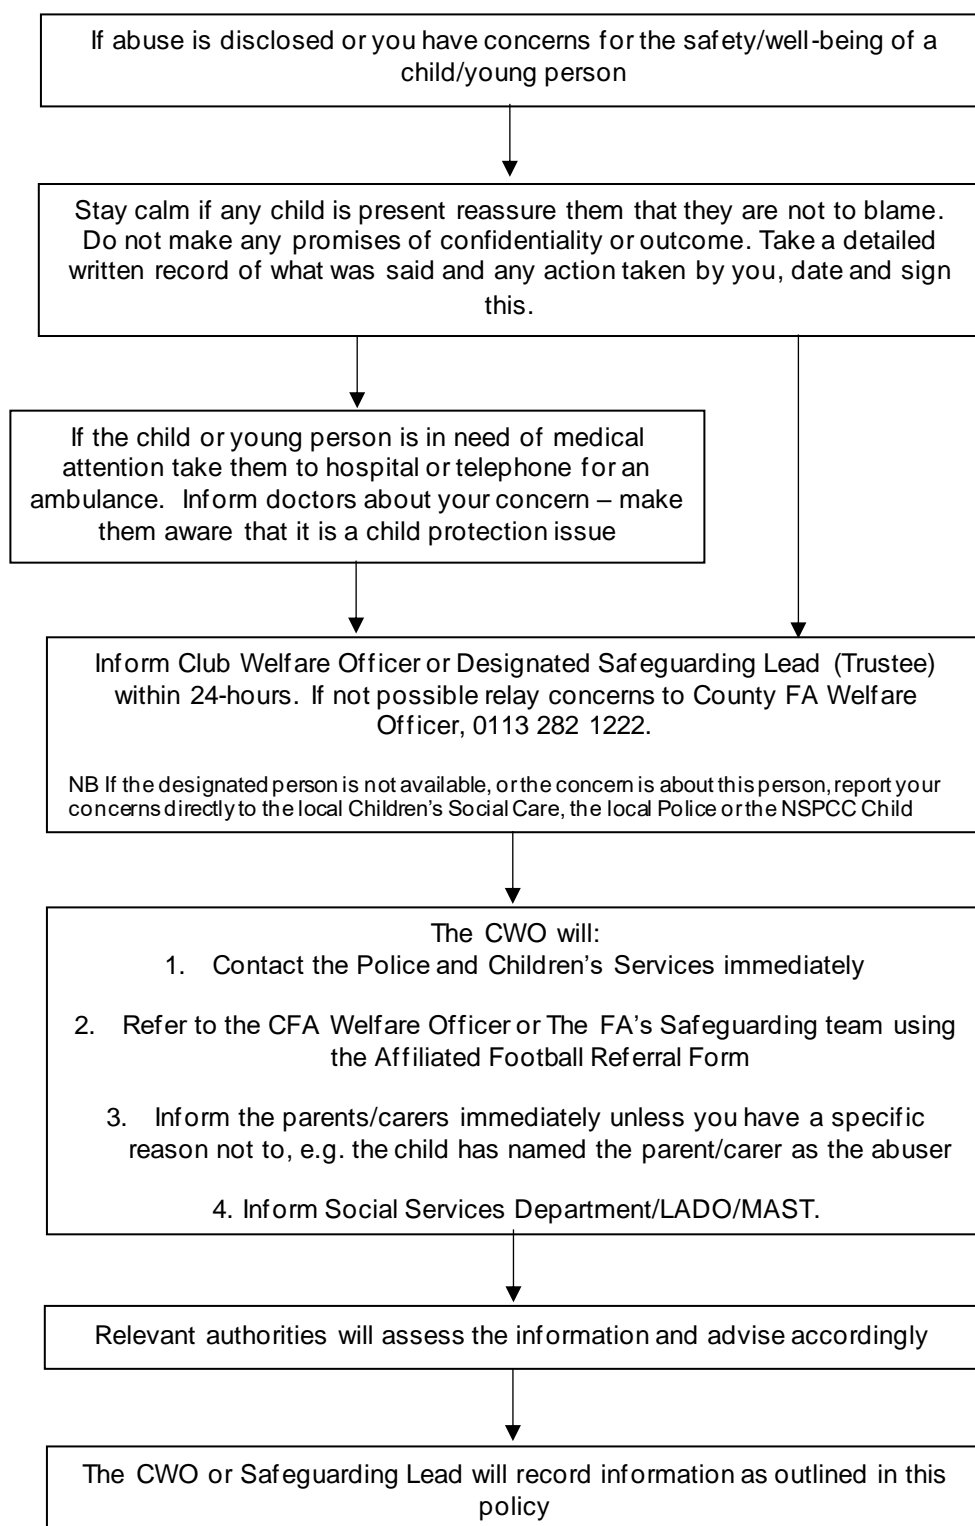 If abuse is disclosed or you have concerns for the safety/well-being of a
child/young person
Stay calm if any child is present reassure them that they are not to blame.
Do not make any promises of confidentiality or outcome. Take a detailed
written record of what was said and any action taken by you, date and sign
this.
If the child or young person is in need of medical
attention take them to hospital or telephone for an
ambulance. Inform doctors about your concern – make
them aware that it is a child protection issue
Inform Club Welfare Officer or Designated Safeguarding Lead (Trustee)
within 24-hours. If not possible relay concerns to County FA Welfare
Officer, 0113 282 1222.
NB If the designated person is not available, or the concern is about this person, report your
concerns directly to the local Children's Social Care, the local Police or the NSPCC Child
The CWO will:
1. Contact the Police and Children's Services immediately
2. Refer to the CFA Welfare Officer or The FA's Safeguarding team using
the Affiliated Football Referral Form
3. Inform the parents/carers immediately unless you have a specific
reason not to, e.g. the child has named the parent/carer as the abuser
4. Inform Social Services Department/LADO/MAST.
Relevant authorities will assess the information and advise accordingly
The CWO or Safeguarding Lead will record information as outlined in this
policy